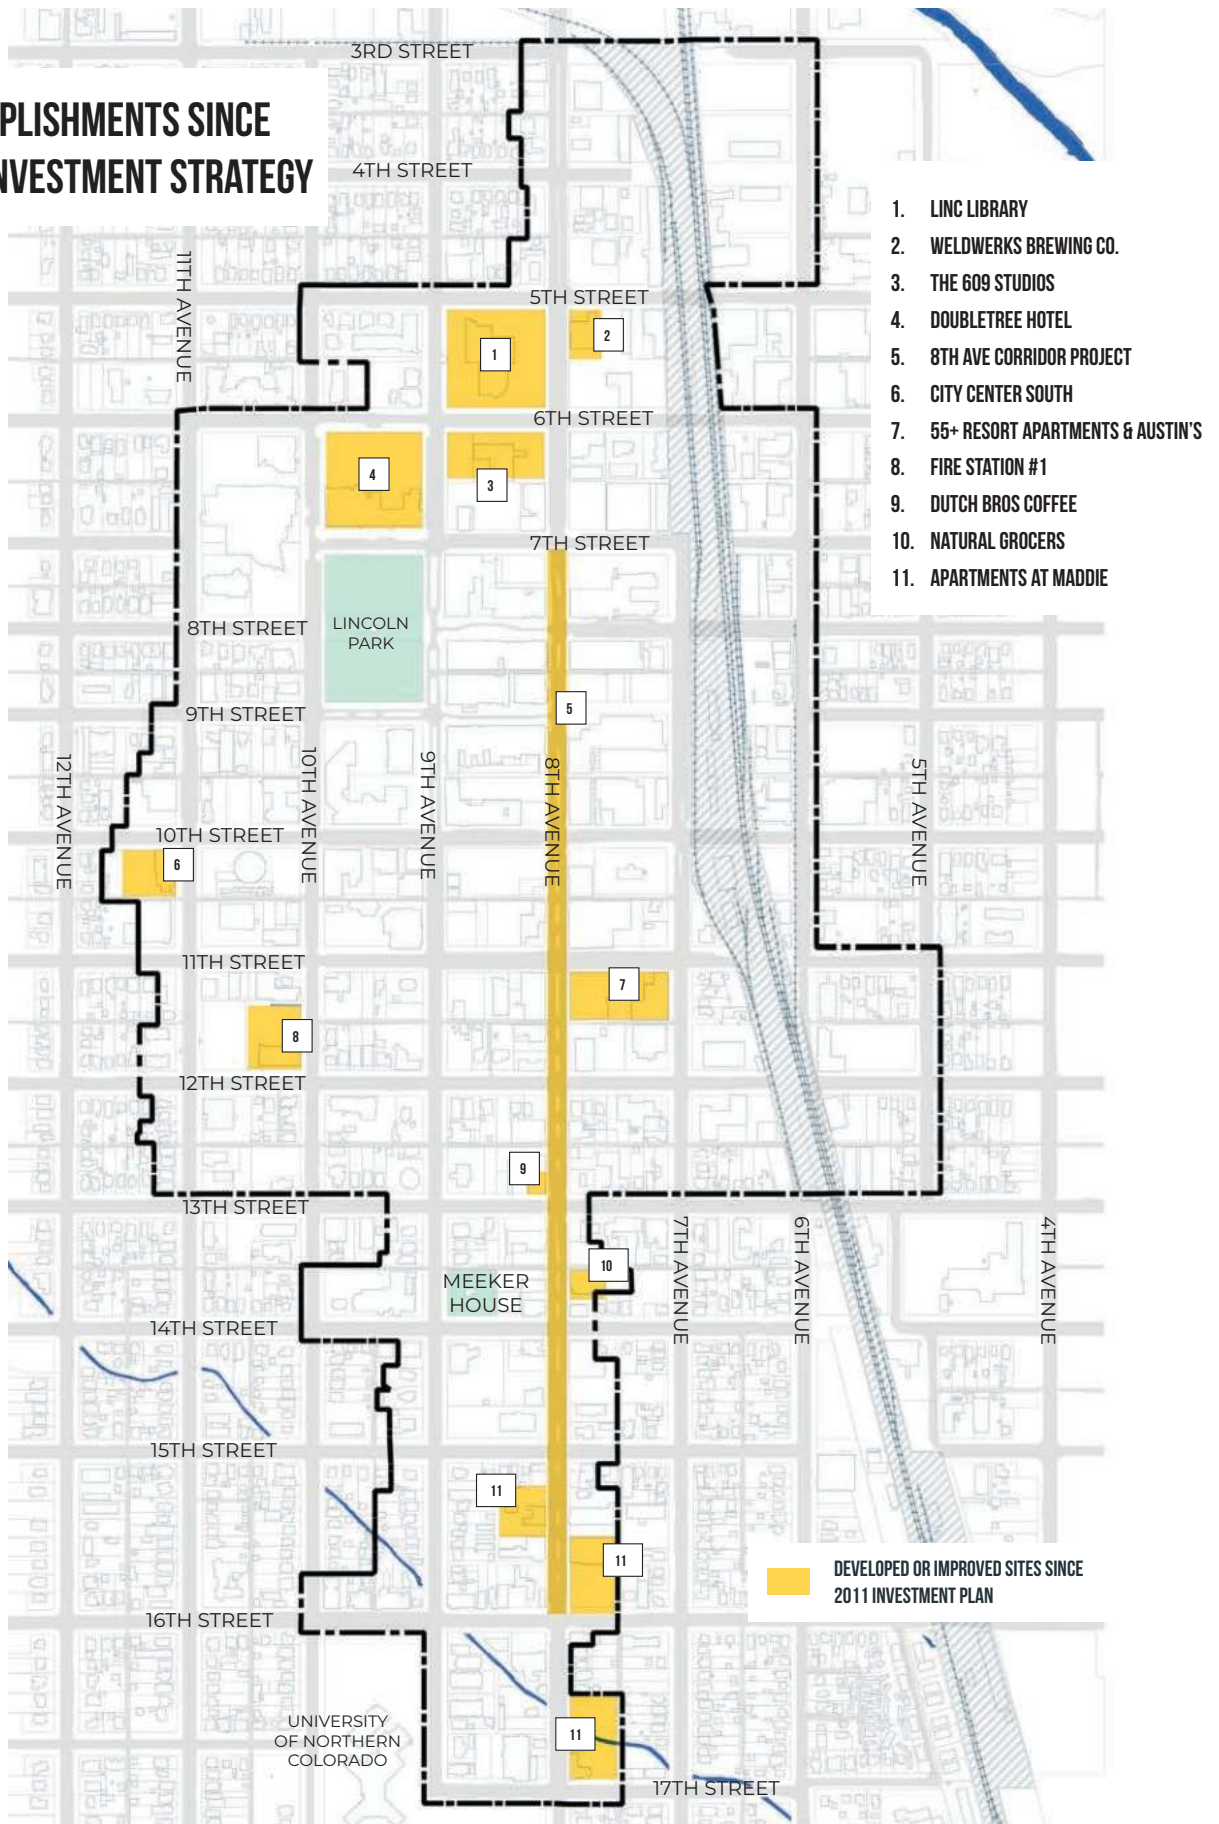 PLISHMENTS SINCE
NVESTMENT STRATEGY
3RD STREET
4TH STREET
1. LINC LIBRARY
2. WELDWERKS BREWING CO.
3. THE 609 STUDIOS
4. DOUBLETREE HOTEL
5. 8TH AVE CORRIDOR PROJECT
6. CITY CENTER SOUTH
7. 55+ RESORT APARTMENTS & AUSTIN'S
8. FIRE STATION #1
9. DUTCH BROS COFFEE
10. NATURAL GROCERS
11. APARTMENTS AT MADDIE
11TH AVENUE
5TH STREET
1
2
6TH STREET
4
3
7TH STREET
8TH STREET
LINCOLN
PARK
5
9TH STREET
12TH AVENUE
10TH AVENUE
9TH AVENUE
8TH AVENUE
5TH AVENUE
10TH STREET
6
11TH STREET
7
8
12TH STREET
9
13TH STREET
7TH AVENUE
6TH AVENUE
4TH AVENUE
10
MEEKER
HOUSE
14TH STREET
15TH STREET
11
11
DEVELOPED OR IMPROVED SITES SINCE
2011 INVESTMENT PLAN
16TH STREET
UNIVERSITY
OF NORTHERN
COLORADO
11
17TH STREET